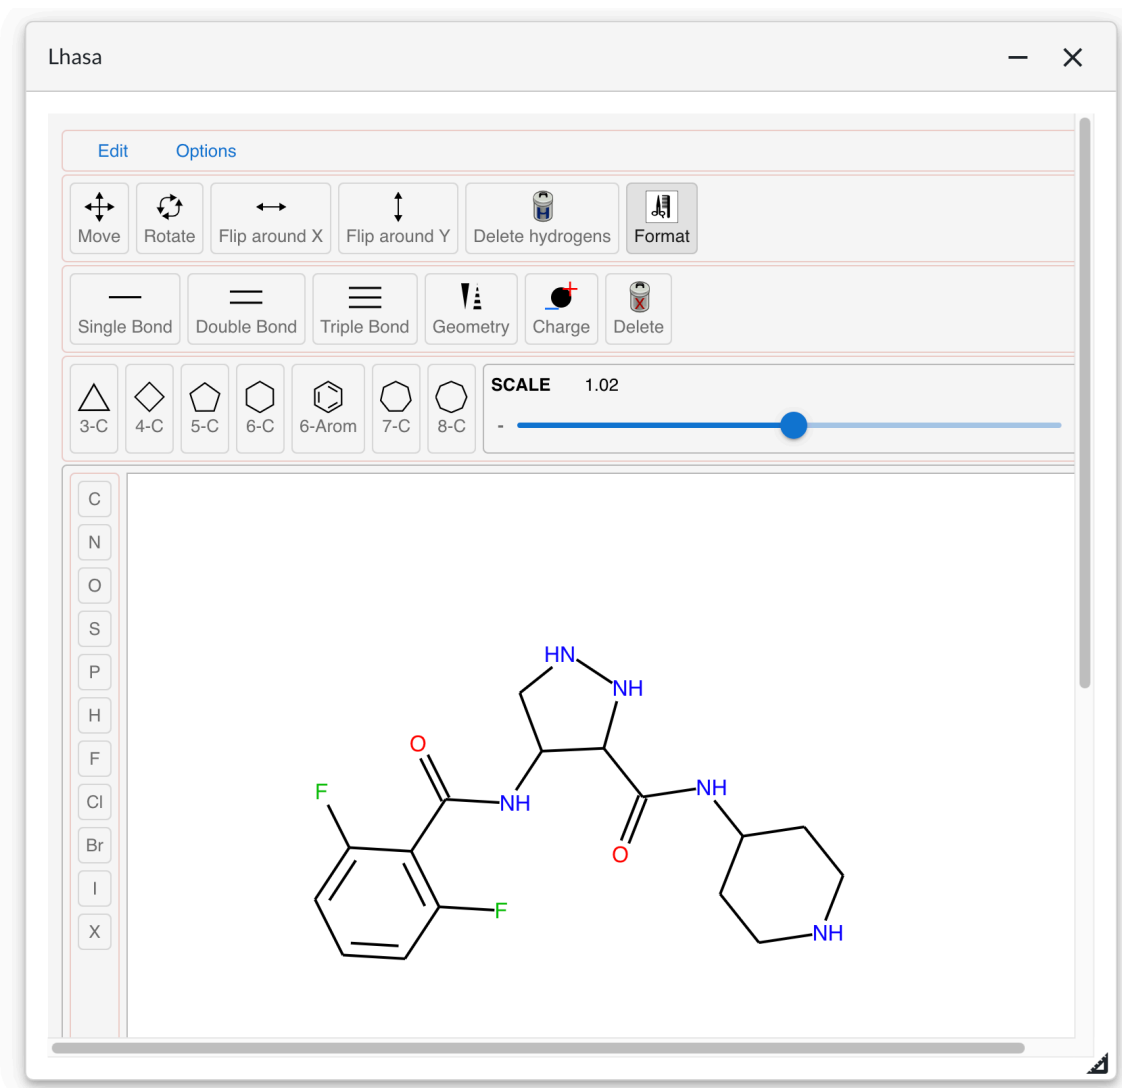 Lhasa
Edit Options
Move Rotate Flip around X Flip around Y Delete hydrogens Format
Single Bond Double Bond Triple Bond Geometry Charge Delete
SCALE 1.02
3-C 4-C 5-C 6-C 6-Arom 7-C 8-C -
C
N
O
S
P
H
F
Cl
Br
I
X
HN
NH
O
F NH NH
O
F
NH